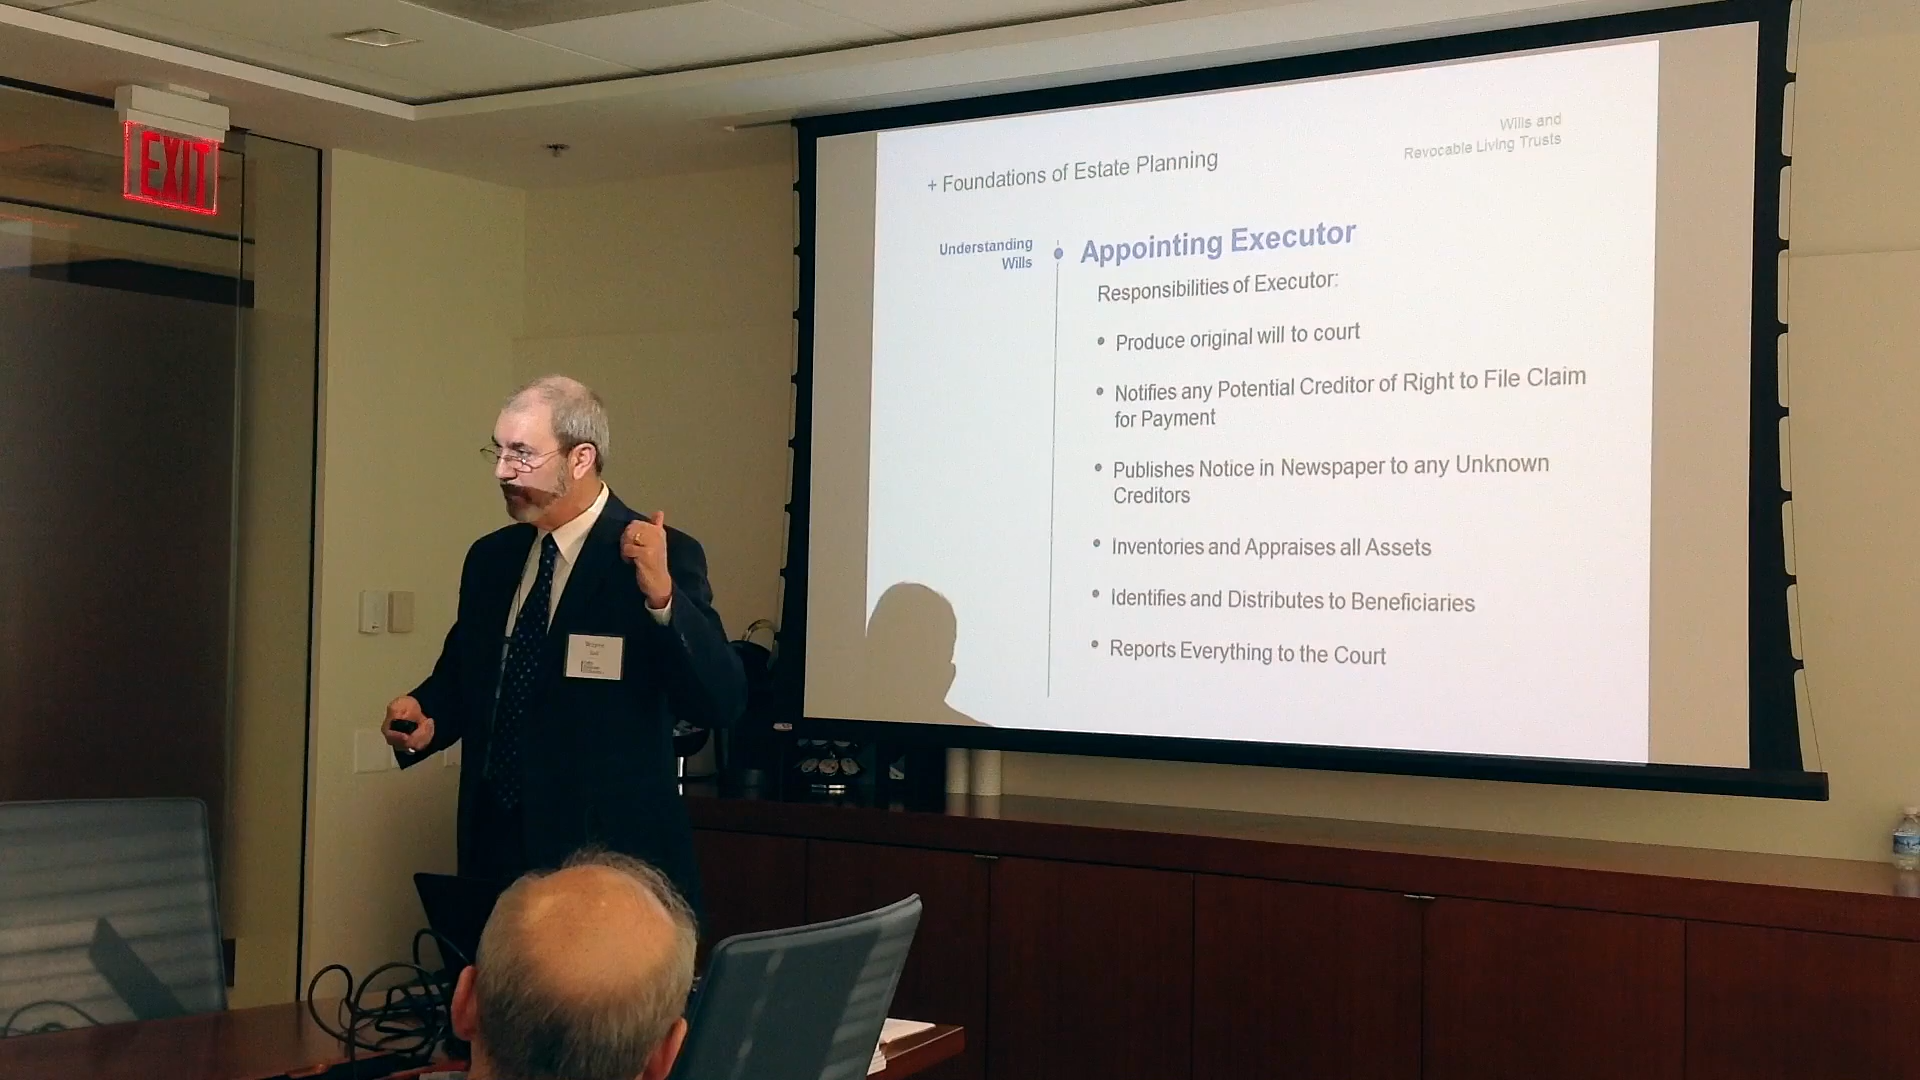 EXIT
Wills and
Revocable Living Trusts
+ Foundations of Estate Planning
Understanding
Wills
Appointing Executor
Responsibilities of Executor:
• Produce original will to court
• Notifies any Potential Creditor of Right to File Claim
for Payment
• Publishes Notice in Newspaper to any Unknown
Creditors
• Inventories and Appraises all Assets
• Identifies and Distributes to Beneficiaries
• Reports Everything to the Court